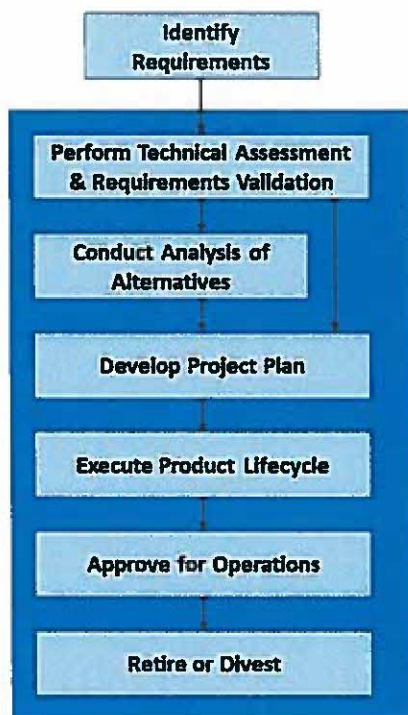 Identify
Requirements
Perform Technical Assessment
& Requirements Validation
Conduct Analysis of
Alternatives
Develop Project Plan
Execute Product Lifecycle
Approve for Operations
Retire or Divest